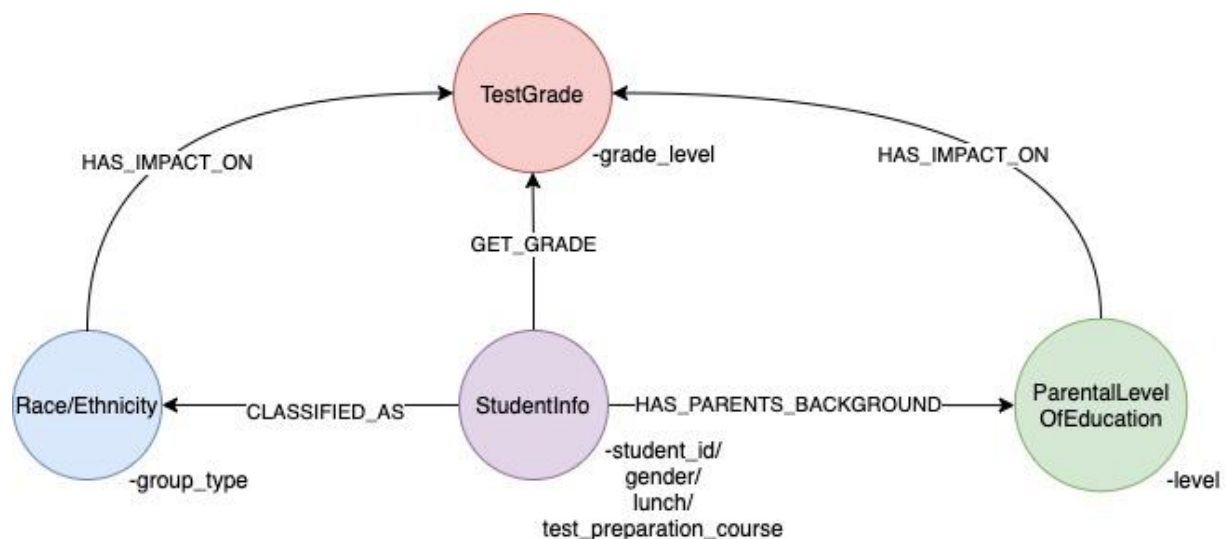 TestGrade
-grade_level
HAS_IMPACT_ON
HAS_IMPACT_ON
GET_GRADE
Race/Ethnicity
CLASSIFIED_AS
StudentInfo
HAS_PARENTS_BACKGROUND
ParentalLevel
OfEducation
-group_type
-student_id/
gender/
lunch/
test_preparation_course
-level